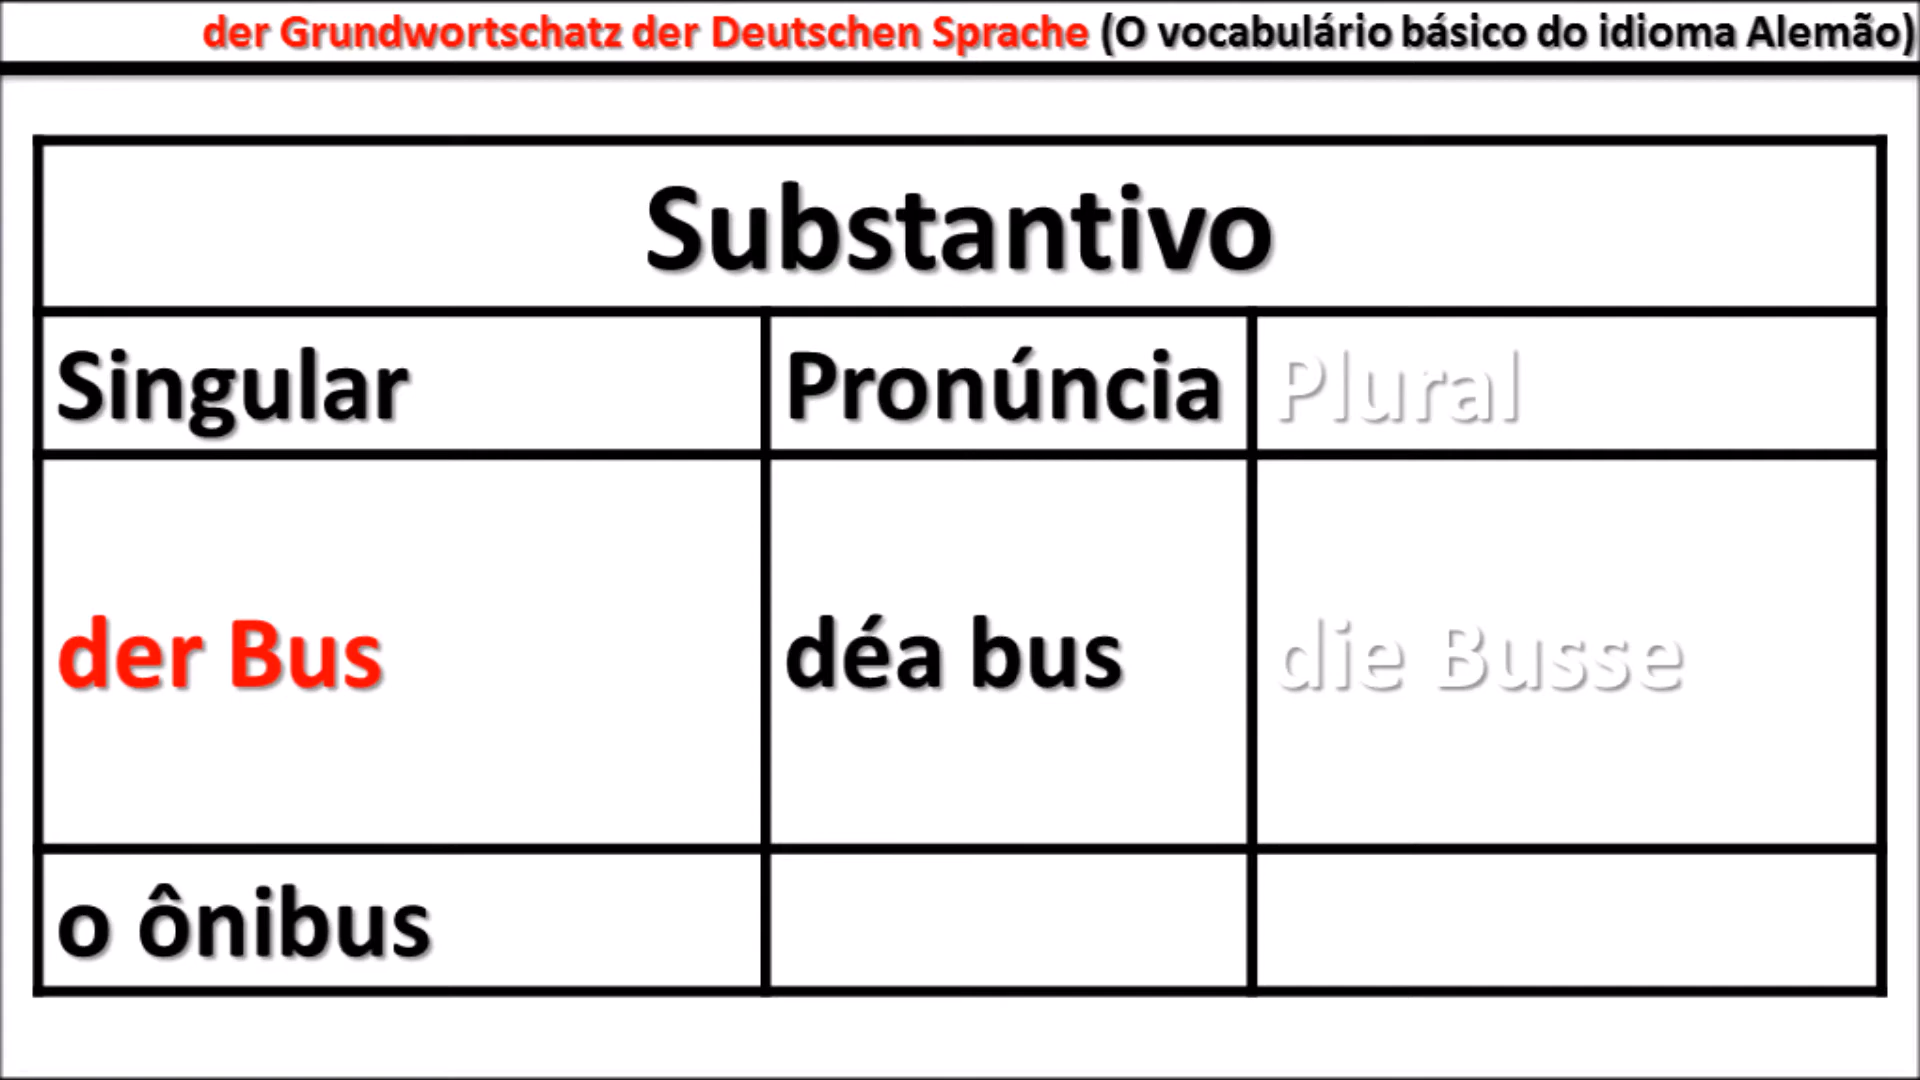 der Grundwortschatz der Deutschen Sprache (O vocabulário básico do idioma Alemão)
Substantivo
Singular Pronúncia Plural
der Bus déa bus die Busse
o ônibus